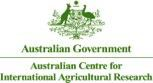 Australian Government
Australian Centre for
International Agricultural Research